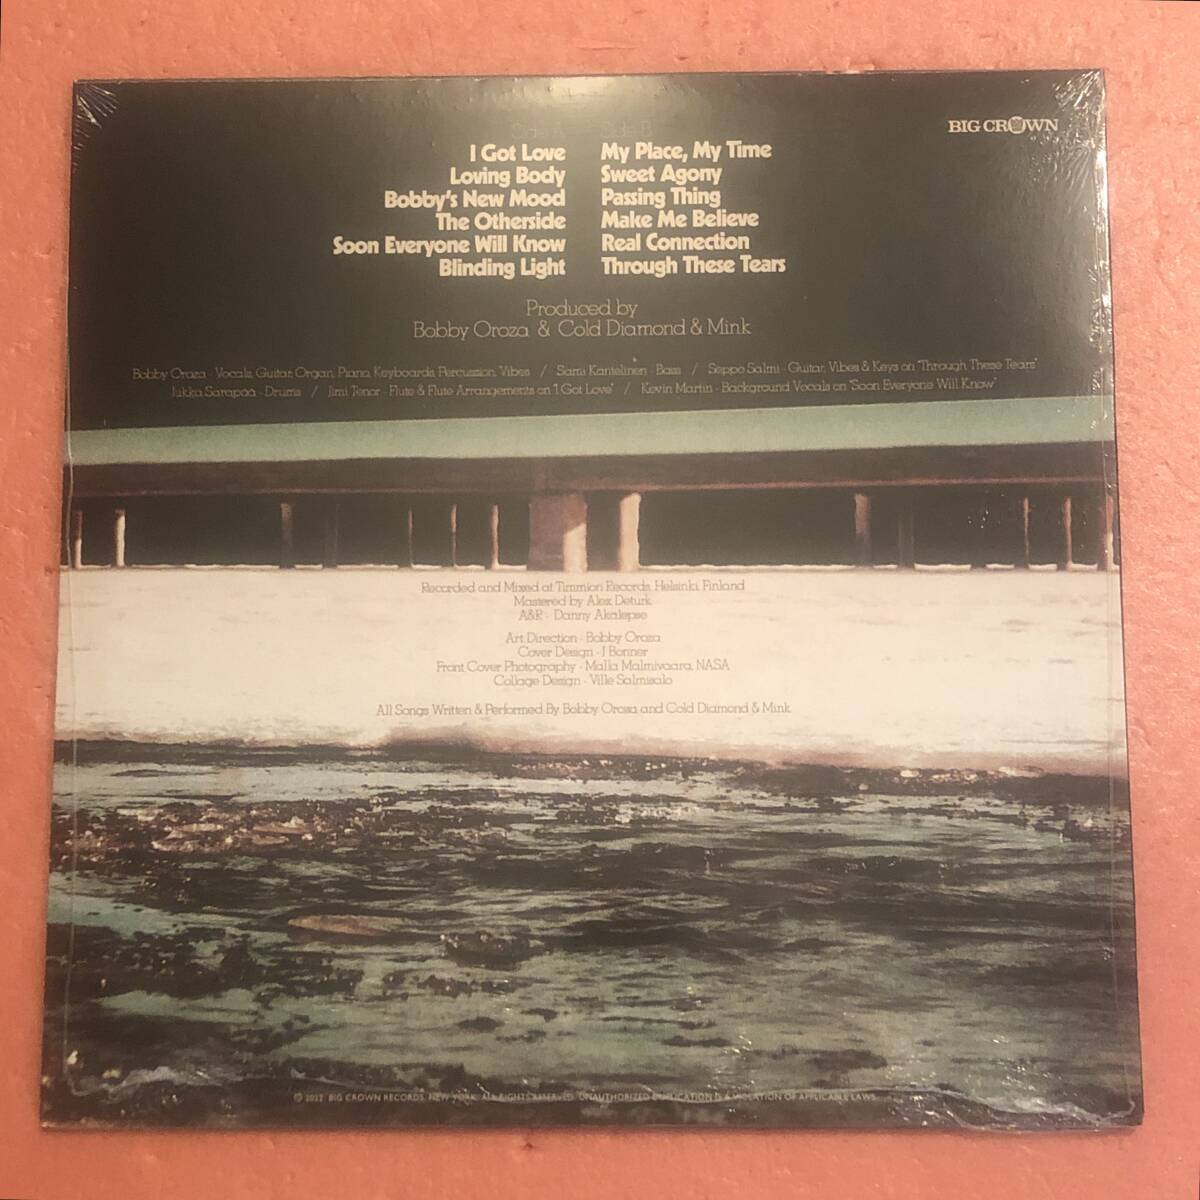 BIG CROWN
Side A
I Got Love
Loving Body
Bobby's New Mood
The Otherside
Soon Everyone Will Know
Blinding Light
Side B
My Place, My Time
Sweet Agony
Passing Thing
Make Me Believe
Real Connection
Through These Tears
Produced by
Bobby Oroza & Cold Diamond & Mink
Bobby Oroza - Vocals, Guitar, Organ, Piano, Keyboards, Percussion, Vibes / Sami Kantelinen - Bass / Seppo Salmi - Guitar, Vibes & Keys on "Through These Tears"
Jukka Sarapää - Drums / Jimi Tenor - Flute & Flute Arrangements on "I Got Love" / Kevin Martin - Background Vocals on "Soon Everyone Will Know"
Recorded and Mixed at Timmion Records, Helsinki, Finland
Mastered by Alex Deturk
A&R - Danny Akalepse
Art Direction - Bobby Oroza
Cover Design - J Bonner
Front Cover Photography - Malla Malmivaara, NASA
Collage Design - Ville Salmisalo
All Songs Written & Performed By Bobby Oroza and Cold Diamond & Mink
℗© 2022 BIG CROWN RECORDS, NEW YORK. ALL RIGHTS RESERVED. UNAUTHORIZED DUPLICATION IS A VIOLATION OF APPLICABLE LAWS.